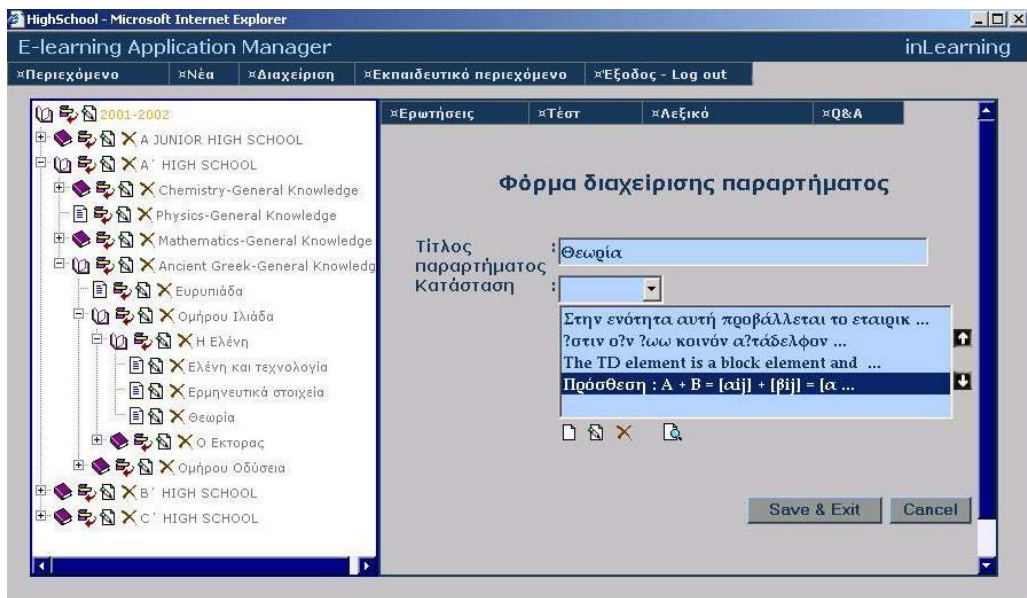 HighSchool - Microsoft Internet Explorer
E-learning Application Manager inLearning
¤Περιεχόμενο ¤Νέα ¤Διαχείριση ¤Εκπαιδευτικό περιεχόμενο ¤Έξοδος - Log out
¤Ερωτήσεις ¤Τέστ ¤Λεξικό ¤Q&A
2001-2002
A JUNIOR HIGH SCHOOL
A΄ HIGH SCHOOL
Chemistry-General Knowledge
Physics-General Knowledge
Mathematics-General Knowledge
Ancient Greek-General Knowledg
Ευρυπιάδα
Ομήρου Ιλιάδα
Η Ελένη
Ελένη και τεχνολογία
Ερμηνευτικά στοιχεία
Θεωρία
Ο Εκτορας
Ομήρου Οδύσεια
Β΄ HIGH SCHOOL
C΄ HIGH SCHOOL
Φόρμα διαχείρισης παραρτήματος
Τίτλος παραρτήματος : Θεωρία
Κατάσταση :
Στην ενότητα αυτή προβάλλεται το εταιρικ ...
?στιν ο?ν ?ωω κοινόν α?τάδελφον ...
The TD element is a block element and ...
Πρόσθεση : A + B = [αij] + [βij] = [α ...
Save & Exit Cancel